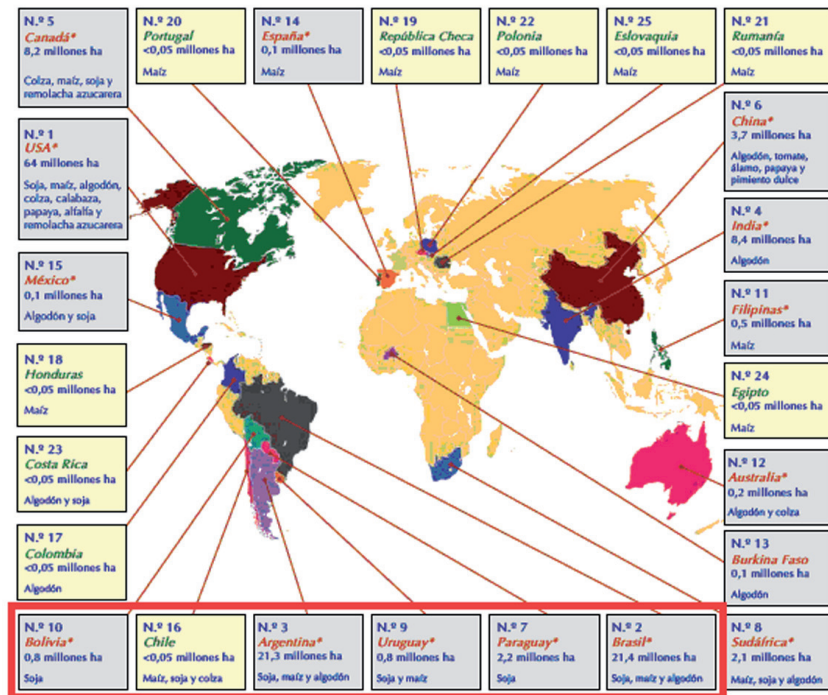 N.º 5
Canadá*
8,2 millones ha
Colza, maíz, soja y
remolacha azucarera
N.º 20
Portugal
<0,05 millones ha
Maíz
N.º 14
España*
0,1 millones ha
Maíz
N.º 19
República Checa
<0,05 millones ha
Maíz
N.º 22
Polonia
<0,05 millones ha
Maíz
N.º 25
Eslovaquia
<0,05 millones ha
Maíz
N.º 21
Rumanía
<0,05 millones ha
Maíz
N.º 1
USA*
64 millones ha
Soja, maíz, algodón,
colza, calabaza,
papaya, alfalfa y
remolacha azucarera
N.º 6
China*
3,7 millones ha
Algodón, tomate,
álamo, papaya y
pimiento dulce
N.º 4
India*
8,4 millones ha
Algodón
N.º 15
México*
0,1 millones ha
Algodón y soja
N.º 11
Filipinas*
0,5 millones ha
Maíz
N.º 18
Honduras
<0,05 millones ha
Maíz
N.º 24
Egipto
<0,05 millones ha
Maíz
N.º 23
Costa Rica
<0,05 millones ha
Algodón y soja
N.º 12
Australia*
0,2 millones ha
Algodón y colza
N.º 17
Colombia
<0,05 millones ha
Algodón
N.º 13
Burkina Faso
0,1 millones ha
Algodón
N.º 10
Bolivia*
0,8 millones ha
Soja
N.º 16
Chile
<0,05 millones ha
Maíz, soja y colza
N.º 3
Argentina*
21,3 millones ha
Soja, maíz y algodón
N.º 9
Uruguay*
0,8 millones ha
Soja y maíz
N.º 7
Paraguay*
2,2 millones ha
Soja
N.º 2
Brasil*
21,4 millones ha
Soja, maíz y algodón
N.º 8
Sudáfrica*
2,1 millones ha
Maíz, soja y algodón